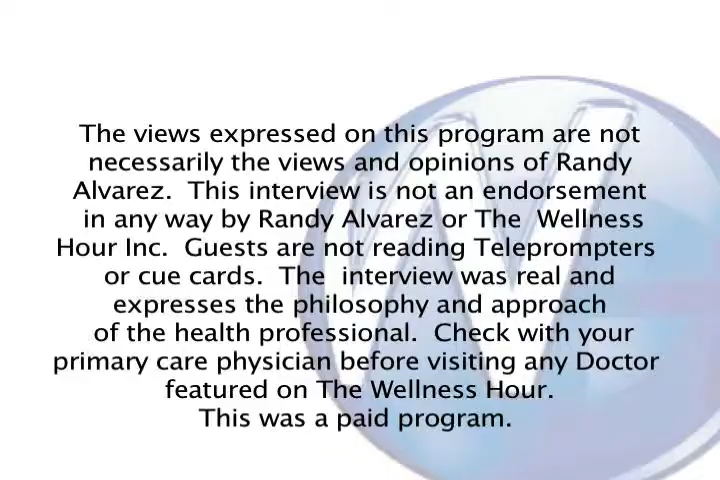 The views expressed on this program are not
necessarily the views and opinions of Randy
Alvarez.  This interview is not an endorsement
in any way by Randy Alvarez or The  Wellness
Hour Inc.  Guests are not reading Teleprompters
or cue cards.  The  interview was real and
expresses the philosophy and approach
of the health professional.  Check with your
primary care physician before visiting any Doctor
featured on The Wellness Hour.
This was a paid program.